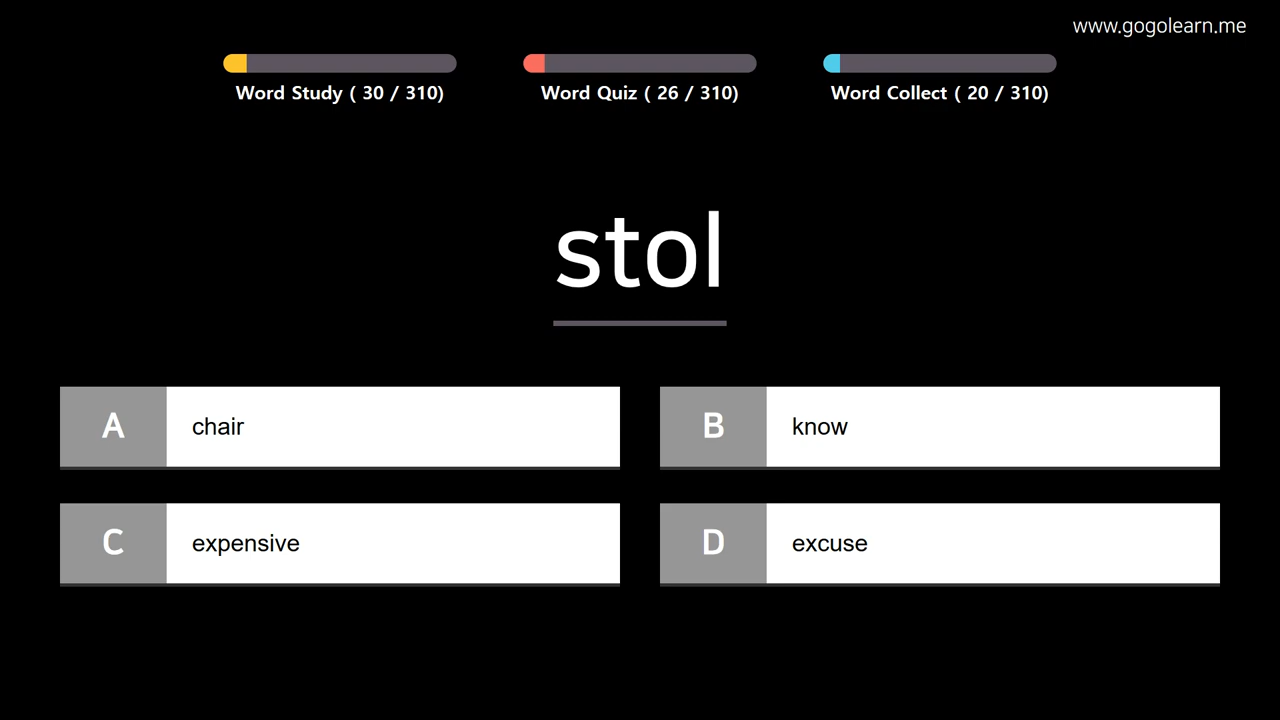 www.gogolearn.me
Word Study ( 30 / 310)
Word Quiz ( 26 / 310)
Word Collect ( 20 / 310)
stol
A chair
B know
C expensive
D excuse